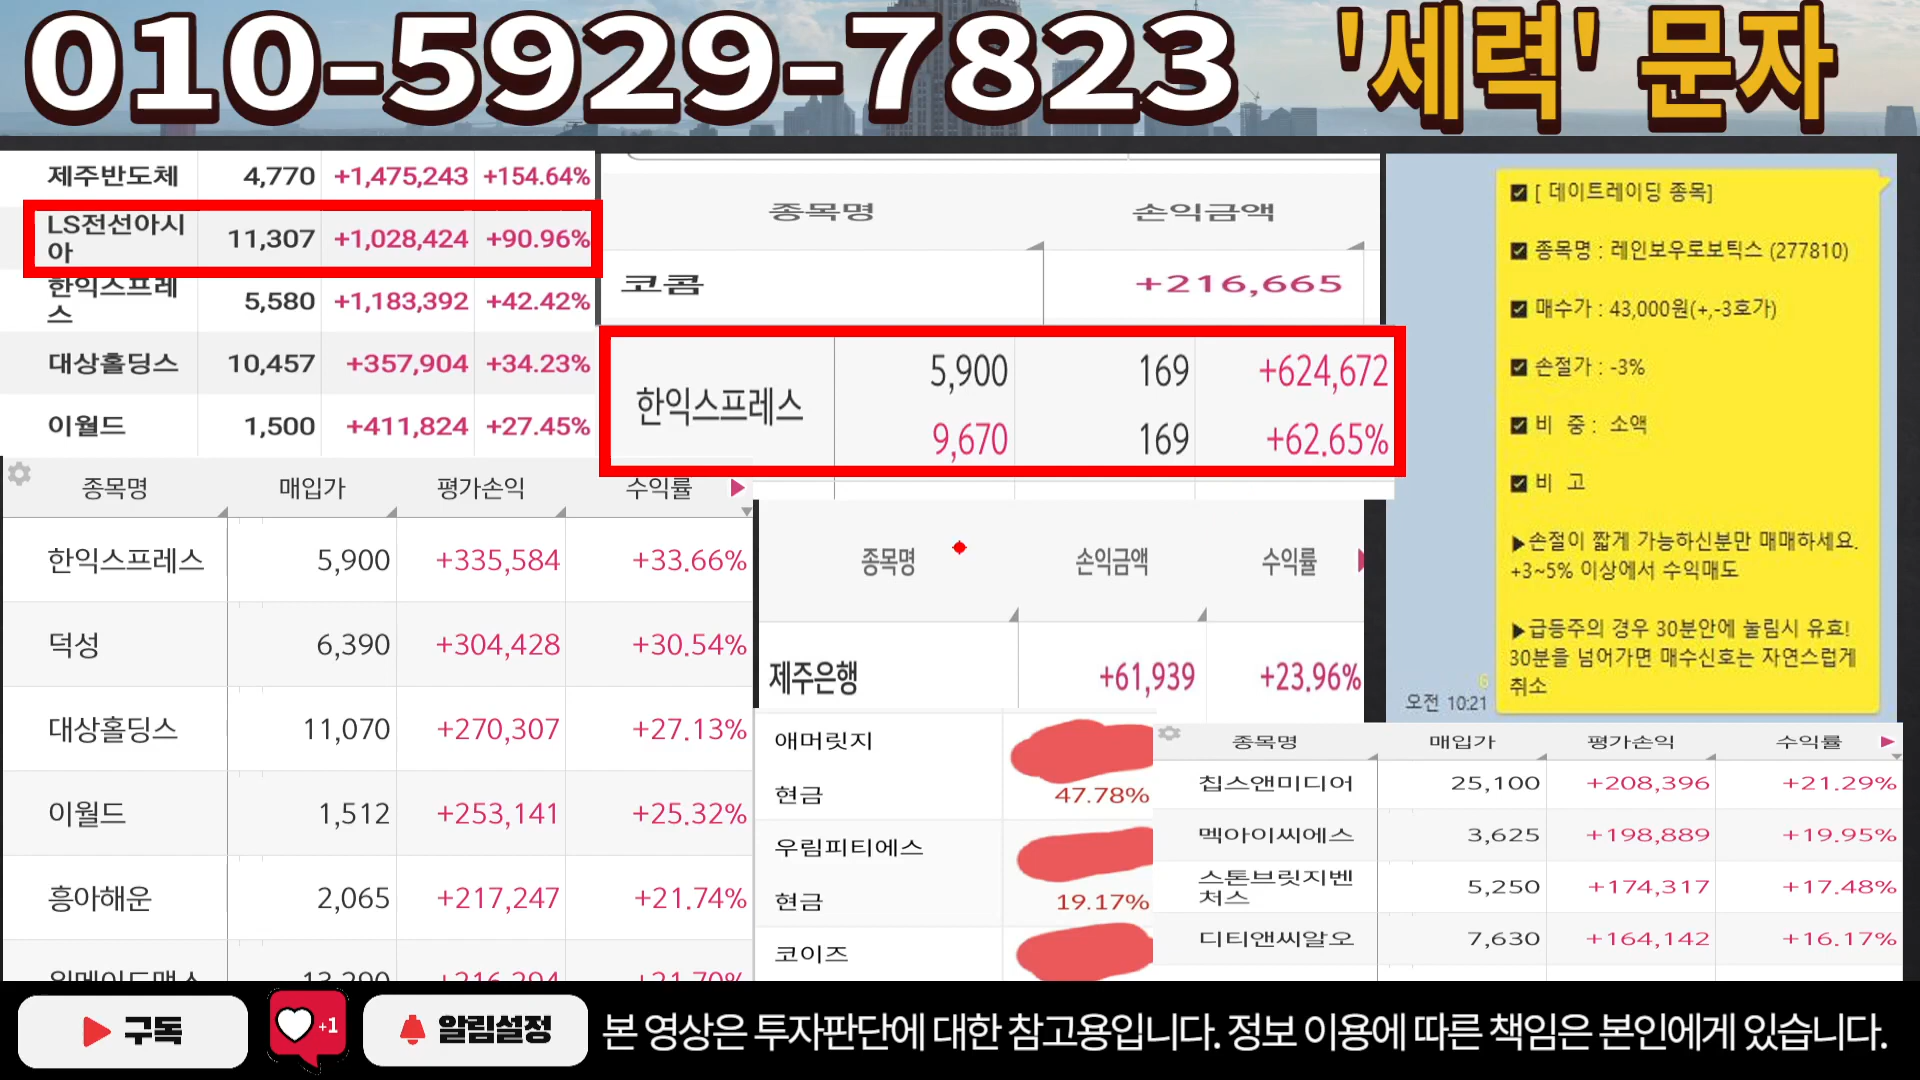 010-5929-7823 '세력' 문자
제주반도체 4,770 +1,475,243 +154.64%
LS전선아시
아 11,307 +1,028,424 +90.96%
한익스프레
스 5,580 +1,183,392 +42.42%
대상홀딩스 10,457 +357,904 +34.23%
이월드 1,500 +411,824 +27.45%
종목명 손익금액
코콤 +216,665
한익스프레스 5,900 169 +624,672
9,670 169 +62.65%
☑ [ 데이트레이딩 종목]
☑ 종목명 : 레인보우로보틱스 (277810)
☑ 매수가 : 43,000원(+,-3호가)
☑ 손절가 : -3%
☑ 비 중 : 소액
☑ 비 고
▶손절이 짧게 가능하신분만 매매하세요.
+3~5% 이상에서 수익매도
▶급등주의 경우 30분안에 눌림시 유효!
30분을 넘어가면 매수신호는 자연스럽게
취소
6
오전 10:21
종목명 매입가 평가손익 수익률
한익스프레스 5,900 +335,584 +33.66%
덕성 6,390 +304,428 +30.54%
대상홀딩스 11,070 +270,307 +27.13%
이월드 1,512 +253,141 +25.32%
흥아해운 2,065 +217,247 +21.74%
종목명 손익금액 수익률
제주은행 +61,939 +23.96%
애머릿지
현금 47.78%
우림피티에스
현금 19.17%
코이즈
종목명 매입가 평가손익 수익률
칩스앤미디어 25,100 +208,396 +21.29%
멕아이씨에스 3,625 +198,889 +19.95%
스톤브릿지벤
처스 5,250 +174,317 +17.48%
디티앤씨알오 7,630 +164,142 +16.17%
구독 +1 알림설정 본 영상은 투자판단에 대한 참고용입니다. 정보 이용에 따른 책임은 본인에게 있습니다.